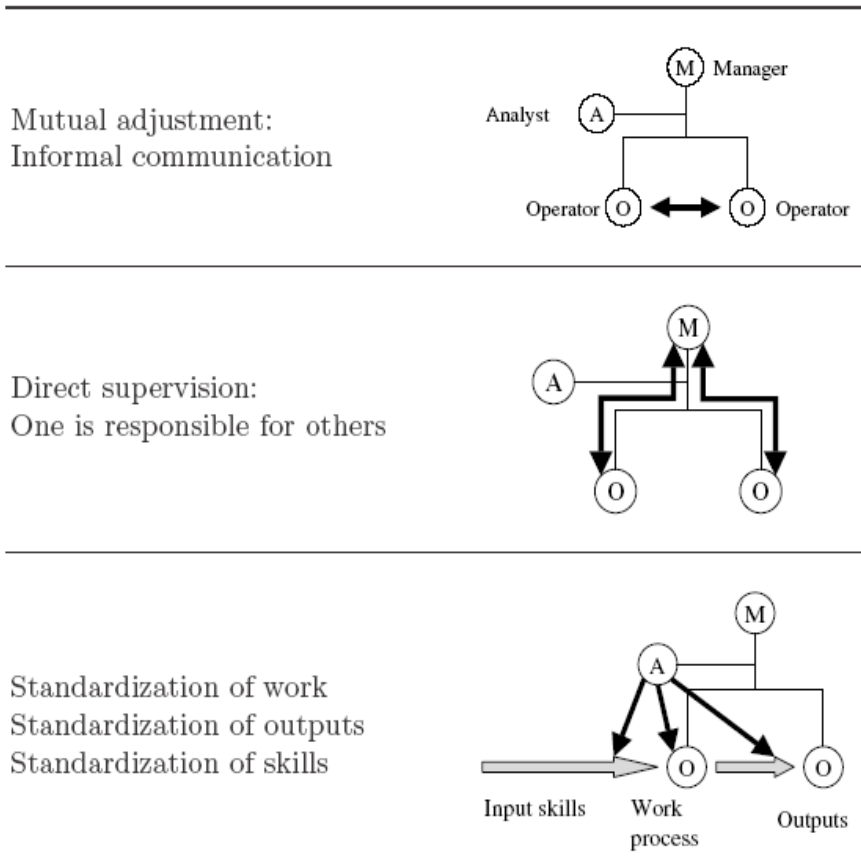 Mutual adjustment:
Informal communication
M Manager
Analyst A
Operator O O Operator
Direct supervision:
One is responsible for others
M
A
O O
Standardization of work
Standardization of outputs
Standardization of skills
M
A
O O
Input skills Work process Outputs